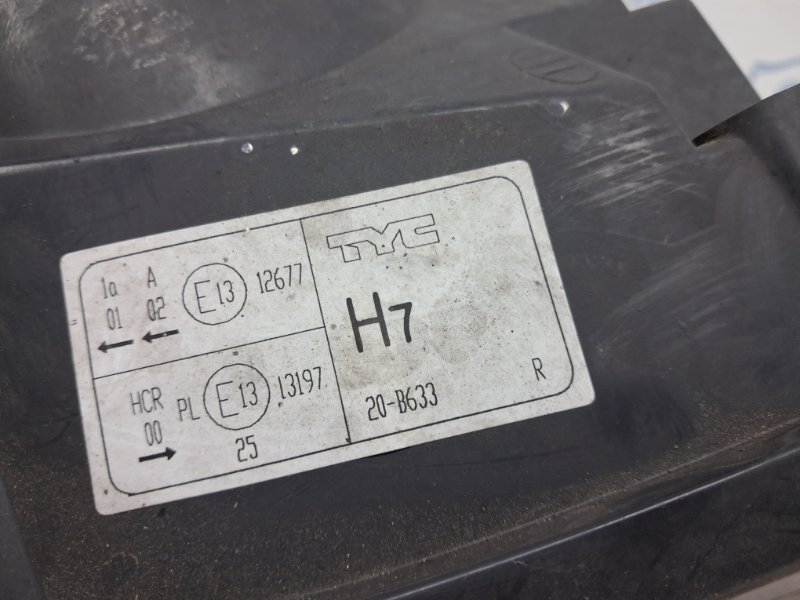 1a A
01 02
E13
12677
HCR
00
PL
E13
13197
25
TYC
H7
20-B633
R